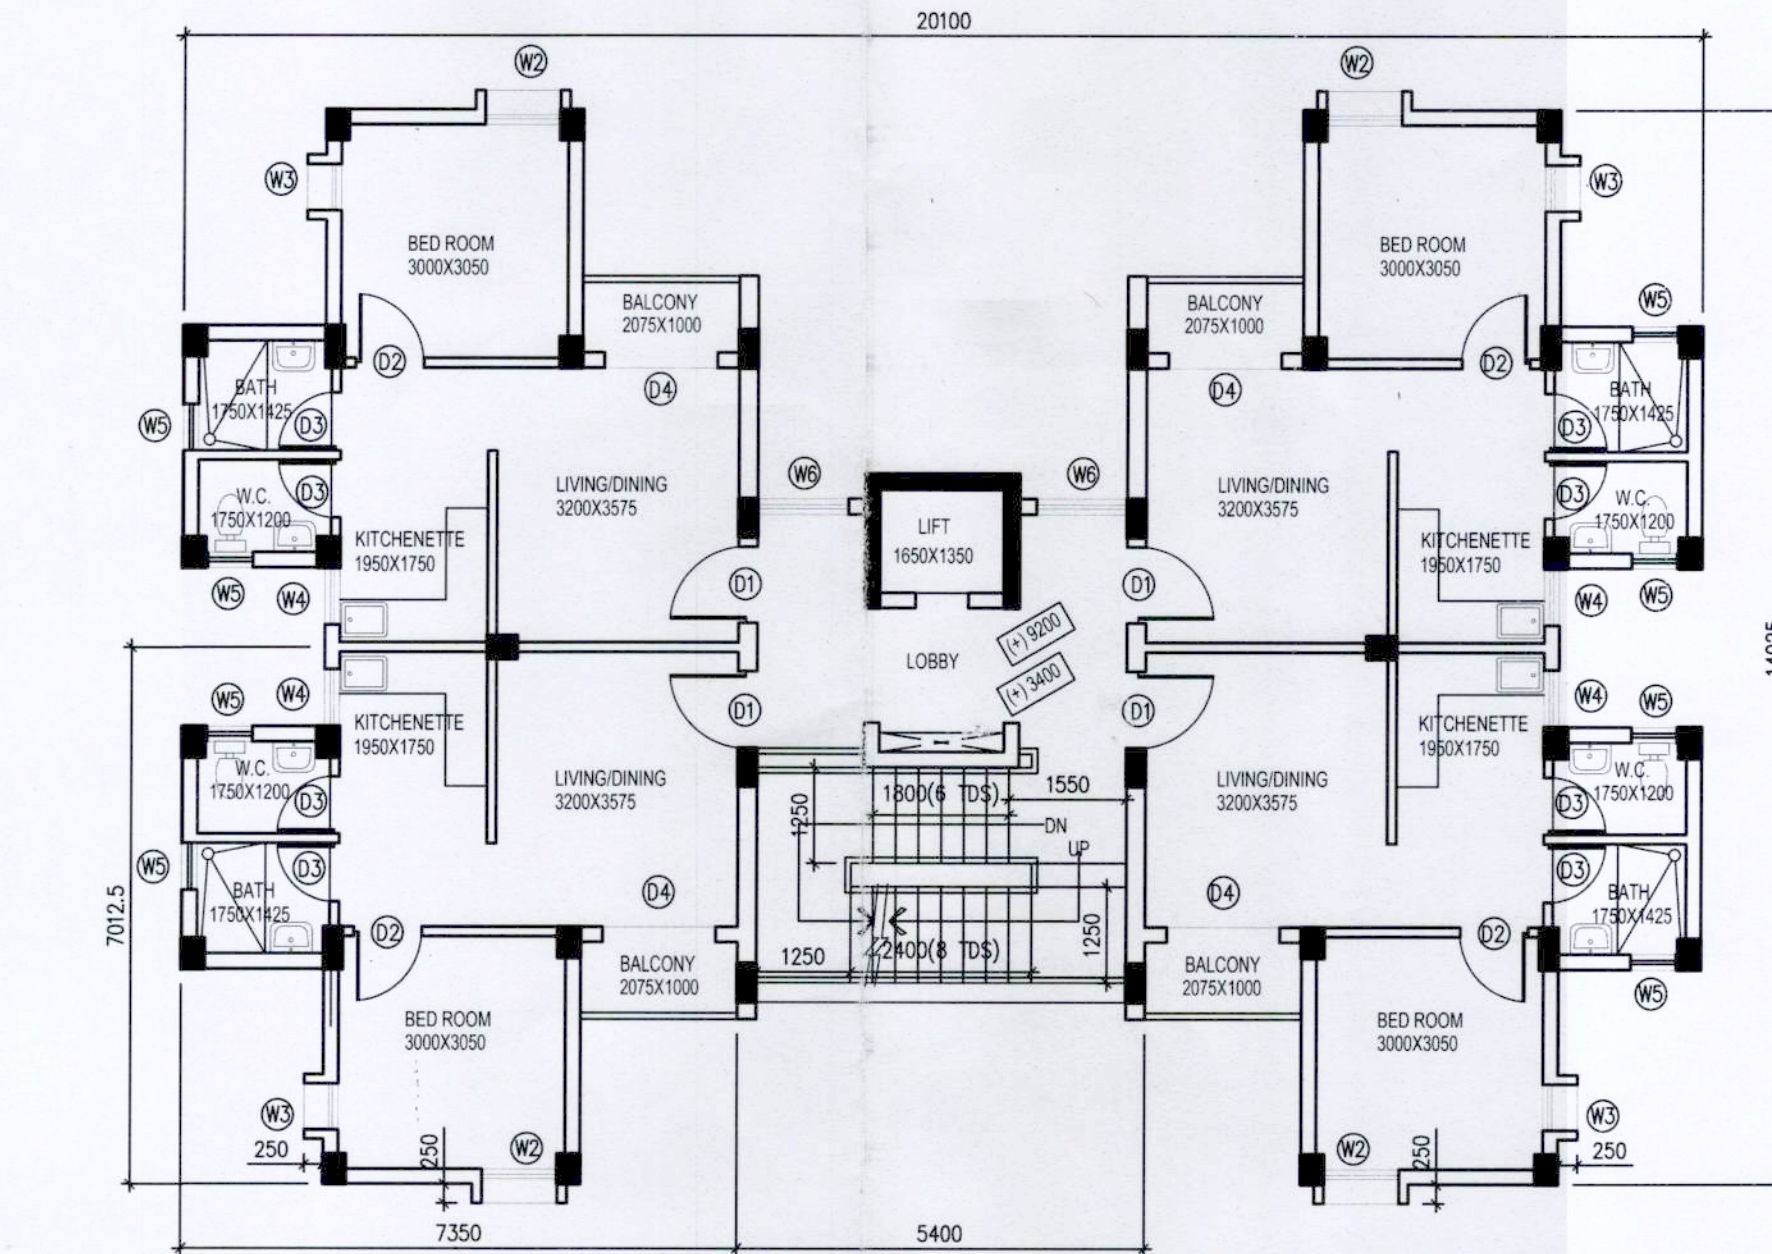 20100
W2
W2
W3
W3
BED ROOM
3000X3050
BED ROOM
3000X3050
BALCONY
2075X1000
BALCONY
2075X1000
W5
D2
D4
D4
D2
BATH
1750X1425
D3
W5
BATH
1750X1425
D3
LIVING/DINING
3200X3575
W6
W6
LIVING/DINING
3200X3575
D3
W.C.
1750X1200
D3
W.C.
1750X1200
KITCHENETTE
1950X1750
LIFT
1650X1350
KITCHENETTE
1950X1750
W5
W4
D1
D1
W4
W5
(+) 9200
LOBBY
(+) 3400
W5
W4
D1
D1
W4
W5
KITCHENETTE
1950X1750
KITCHENETTE
1950X1750
W.C.
1750X1200
D3
LIVING/DINING
3200X3575
1250
1800(6 TDS)
1550
LIVING/DINING
3200X3575
W.C.
1750X1200
D3
DN
UP
W5
D3
BATH
1750X1425
D4
D4
D3
BATH
1750X1425
7012.5
D2
D2
1250
2400(8 TDS)
1250
BALCONY
2075X1000
BALCONY
2075X1000
W5
BED ROOM
3000X3050
BED ROOM
3000X3050
W3
W3
250
250
W2
W2
250
250
7350
5400